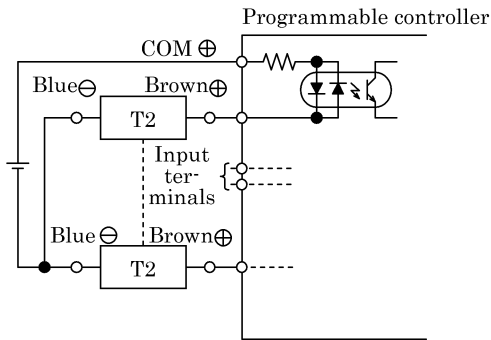 Programmable controller
COM ⊕
Blue⊖ Brown⊕
T2
Input
ter-
minals
Blue⊖ Brown⊕
T2